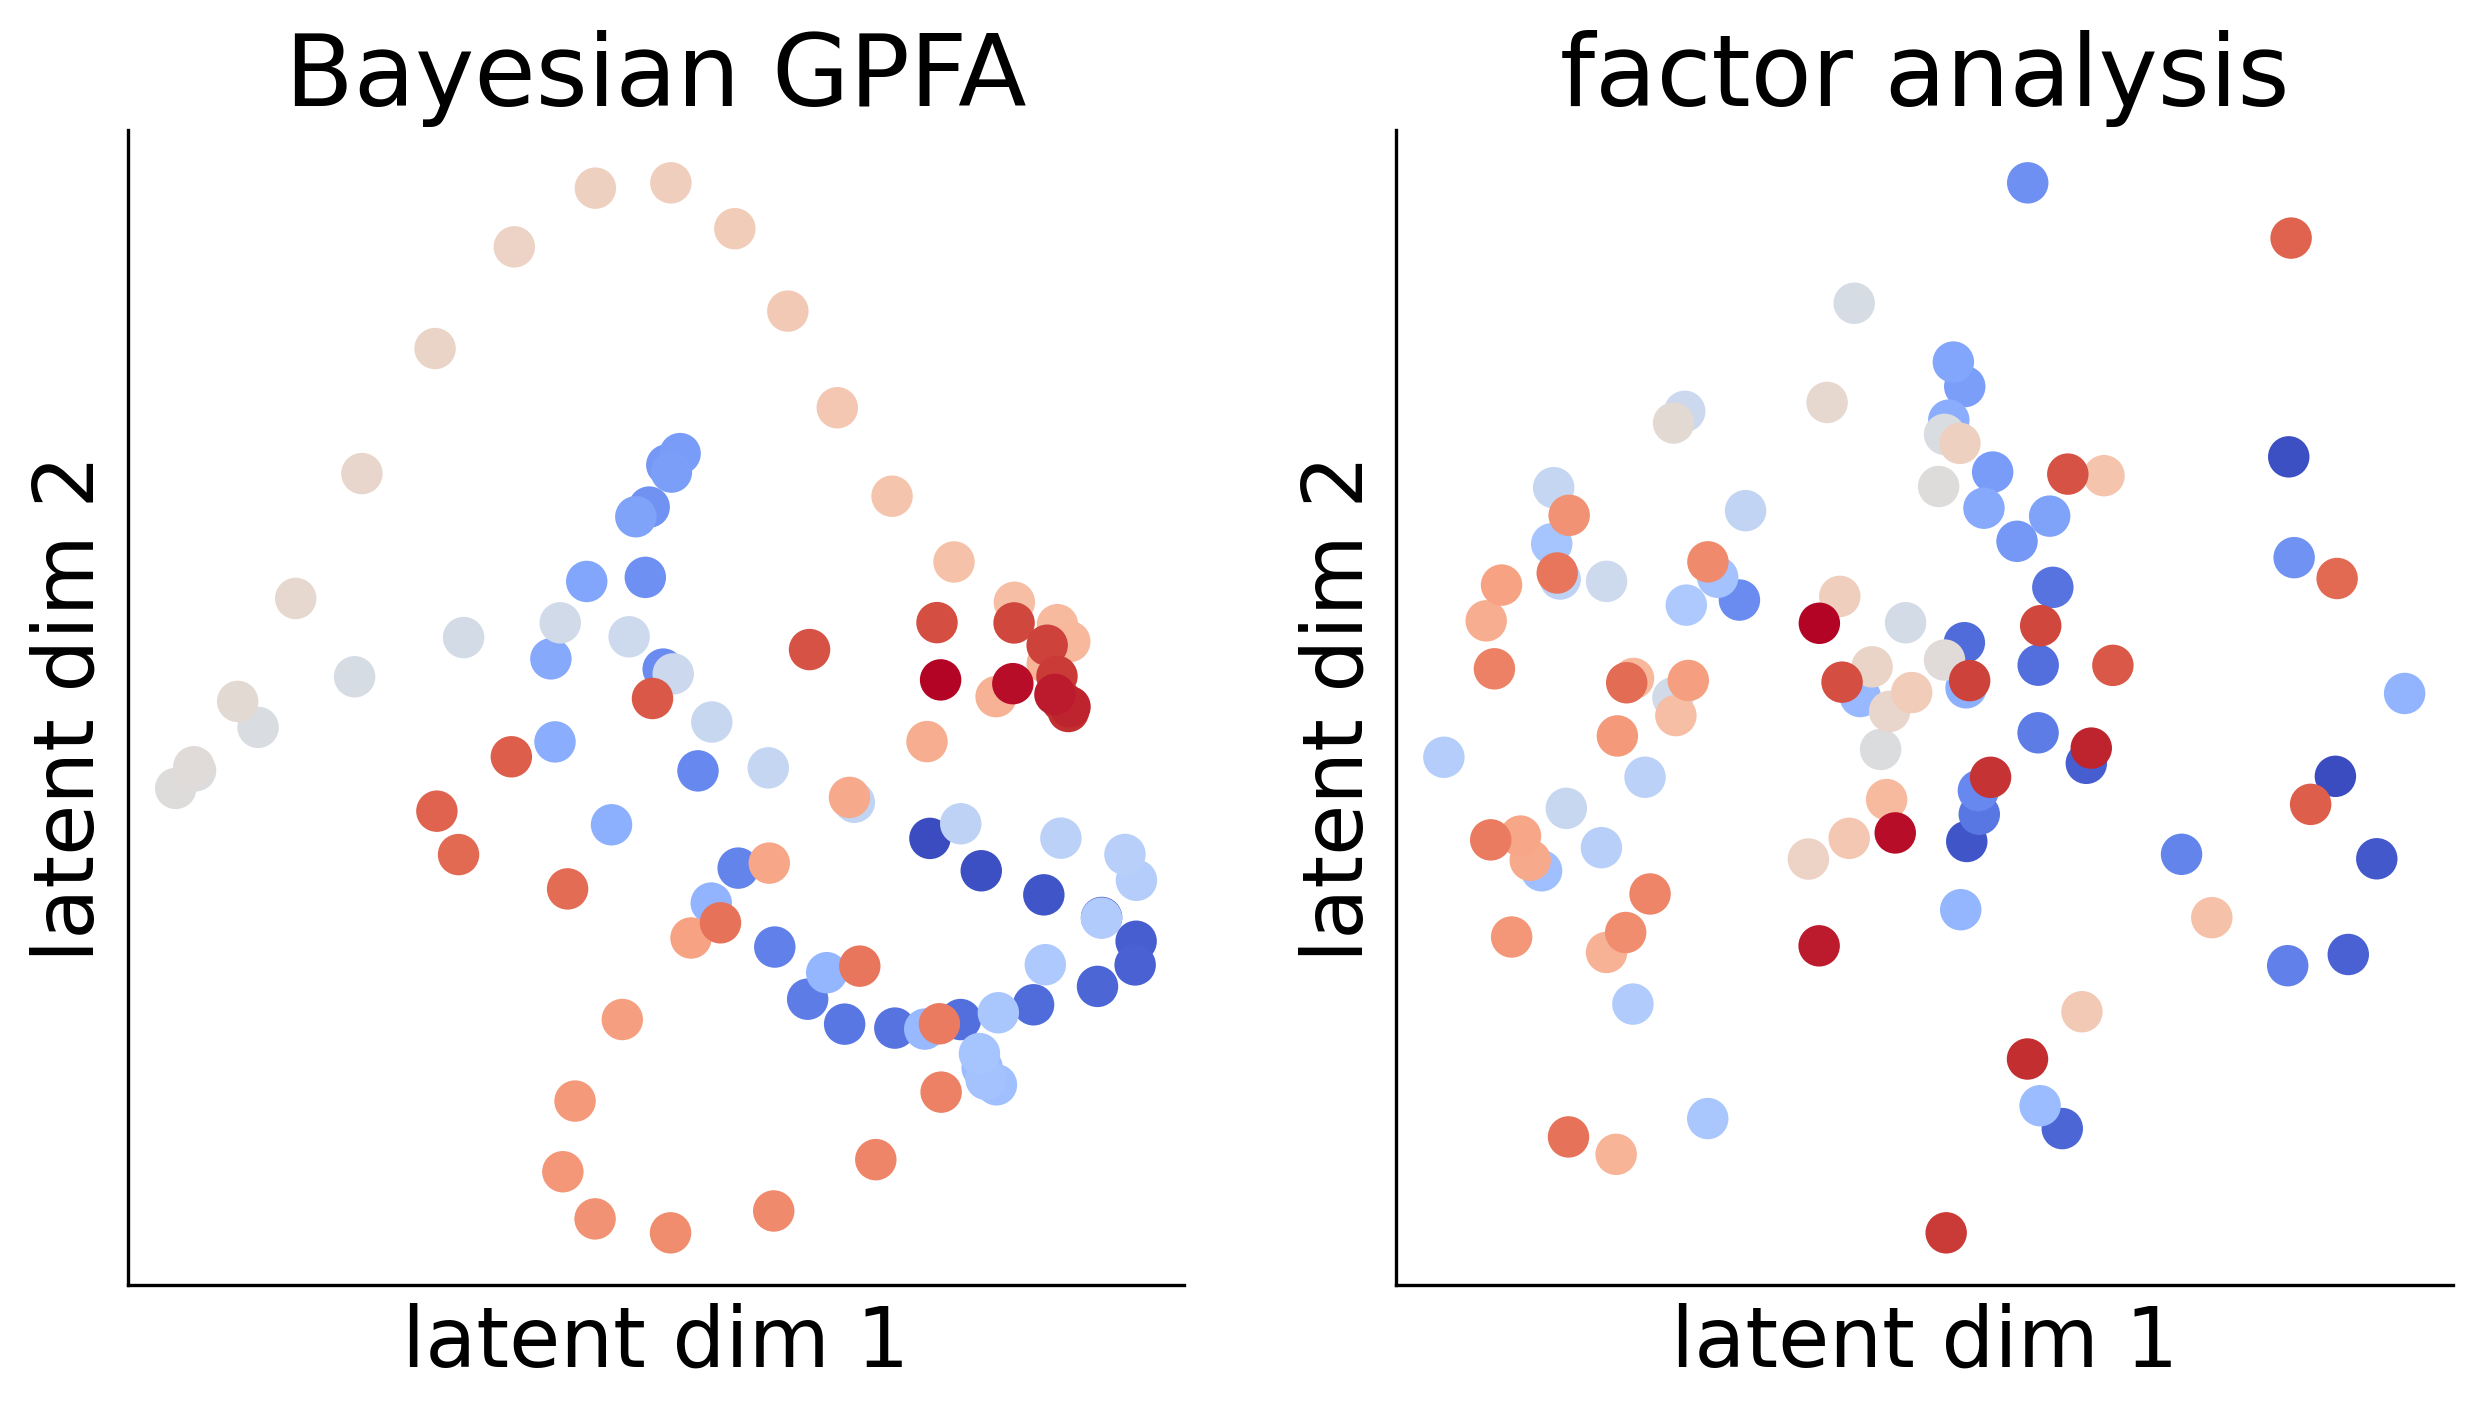 Bayesian GPFA
latent dim 2
latent dim 1
factor analysis
latent dim 2
latent dim 1